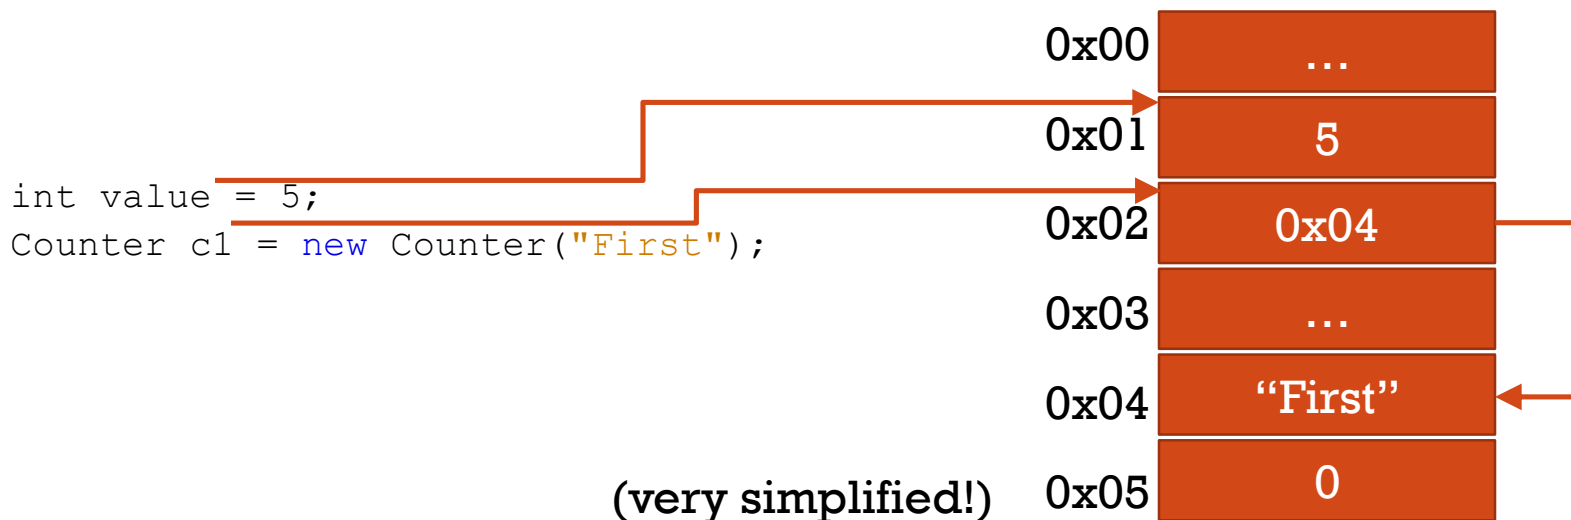 0x00 ...
0x01 5
int value = 5;
0x02 0x04
Counter c1 = new Counter("First");
0x03 ...
0x04 “First”
(very simplified!) 0x05 0